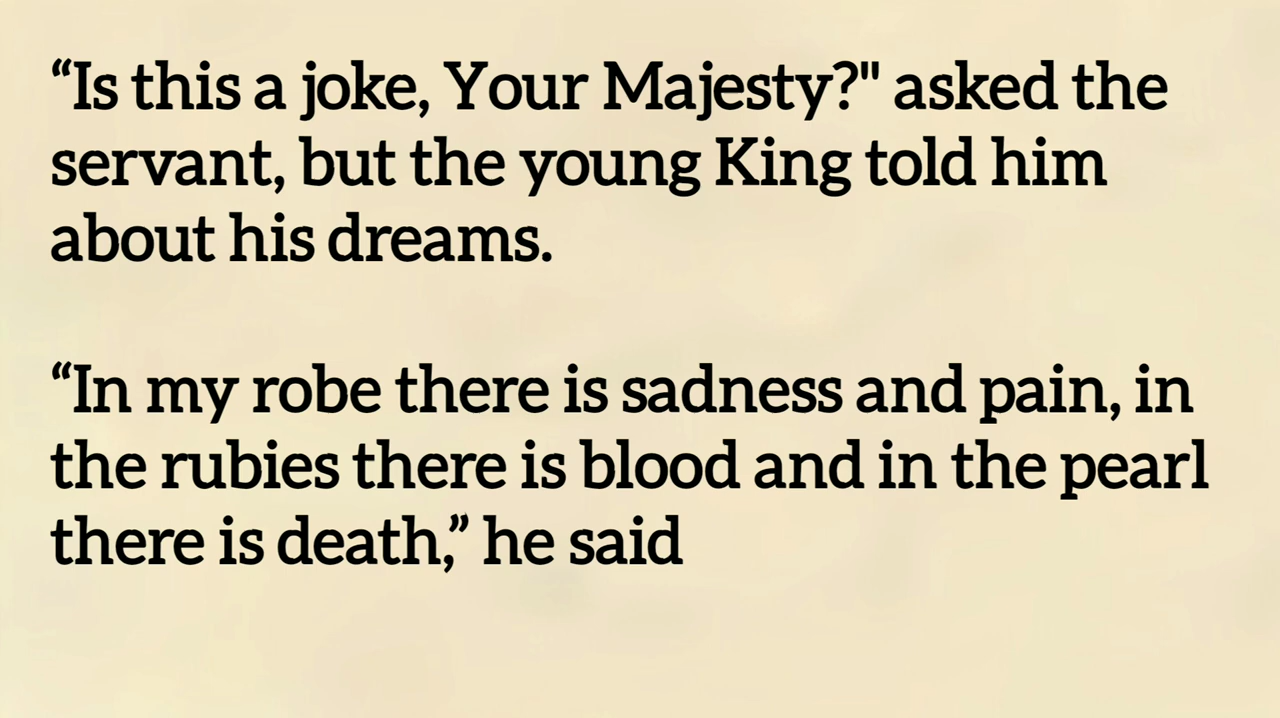 “Is this a joke, Your Majesty?" asked the
servant, but the young King told him
about his dreams.
“In my robe there is sadness and pain, in
the rubies there is blood and in the pearl
there is death,” he said